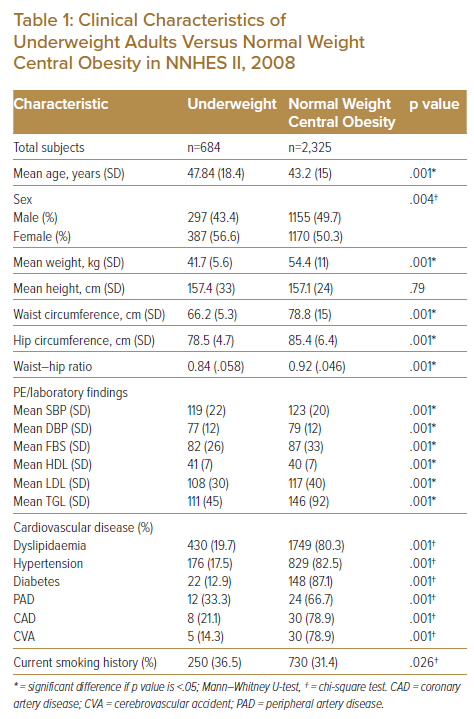 Table 1: Clinical Characteristics of
Underweight Adults Versus Normal Weight
Central Obesity in NNHES II, 2008
Characteristic Underweight Normal Weight p value
Central Obesity
Total subjects n=684 n=2,325
Mean age, years (SD) 47.84 (18.4) 43.2 (15) .001*
Sex .004†
Male (%) 297 (43.4) 1155 (49.7)
Female (%) 387 (56.6) 1170 (50.3)
Mean weight, kg (SD) 41.7 (5.6) 54.4 (11) .001*
Mean height, cm (SD) 157.4 (33) 157.1 (24) .79
Waist circumference, cm (SD) 66.2 (5.3) 78.8 (15) .001*
Hip circumference, cm (SD) 78.5 (4.7) 85.4 (6.4) .001*
Waist–hip ratio 0.84 (.058) 0.92 (.046) .001*
PE/laboratory findings
Mean SBP (SD) 119 (22) 123 (20) .001*
Mean DBP (SD) 77 (12) 79 (12) .001*
Mean FBS (SD) 82 (26) 87 (33) .001*
Mean HDL (SD) 41 (7) 40 (7) .001*
Mean LDL (SD) 108 (30) 117 (40) .001*
Mean TGL (SD) 111 (45) 146 (92) .001*
Cardiovascular disease (%)
Dyslipidaemia 430 (19.7) 1749 (80.3) .001†
Hypertension 176 (17.5) 829 (82.5) .001†
Diabetes 22 (12.9) 148 (87.1) .001†
PAD 12 (33.3) 24 (66.7) .001†
CAD 8 (21.1) 30 (78.9) .001†
CVA 5 (14.3) 30 (78.9) .001†
Current smoking history (%) 250 (36.5) 730 (31.4) .026†
* = significant difference if p value is <.05; Mann–Whitney U-test, † = chi-square test. CAD = coronary
artery disease; CVA = cerebrovascular accident; PAD = peripheral artery disease.